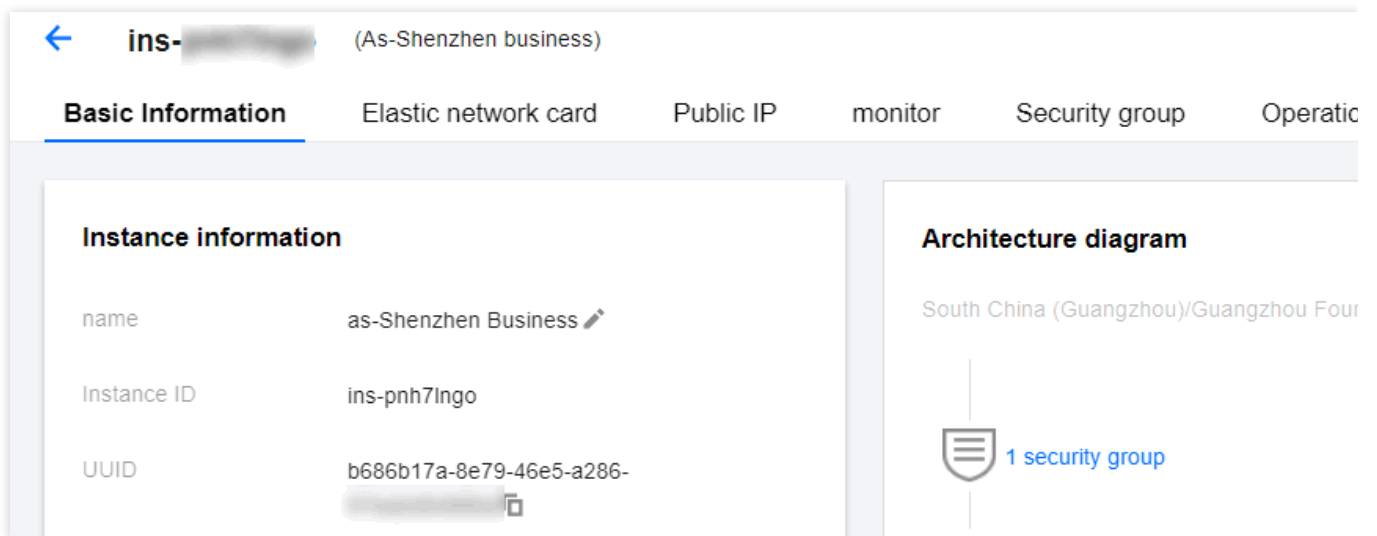 ins-
(As-Shenzhen business)
Basic Information Elastic network card Public IP monitor Security group Operatio
Instance information
name as-Shenzhen Business
Instance ID ins-pnh7lngo
UUID b686b17a-8e79-46e5-a286-
Architecture diagram
South China (Guangzhou)/Guangzhou Four
1 security group